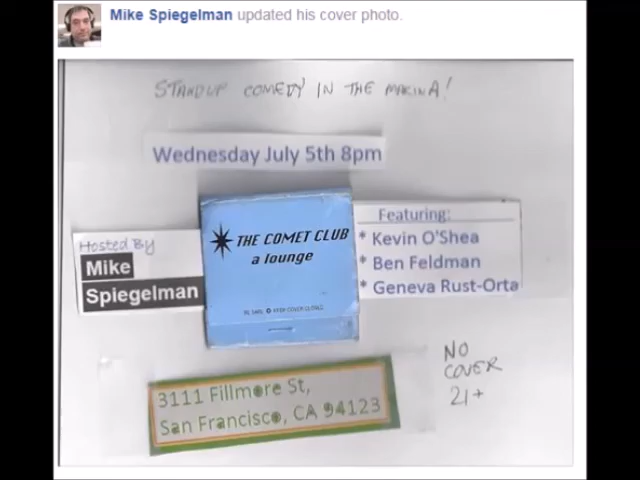 Mike Spiegelman updated his cover photo.
STANDUP COMEDY IN THE MARINA!
Wednesday July 5th 8pm
Hosted By
Mike
Spiegelman
THE COMET CLUB
a lounge
Featuring:
* Kevin O'Shea
* Ben Feldman
* Geneva Rust-Orta
3111 Fillmore St,
San Francisco, CA 94123
NO
COVER
21+